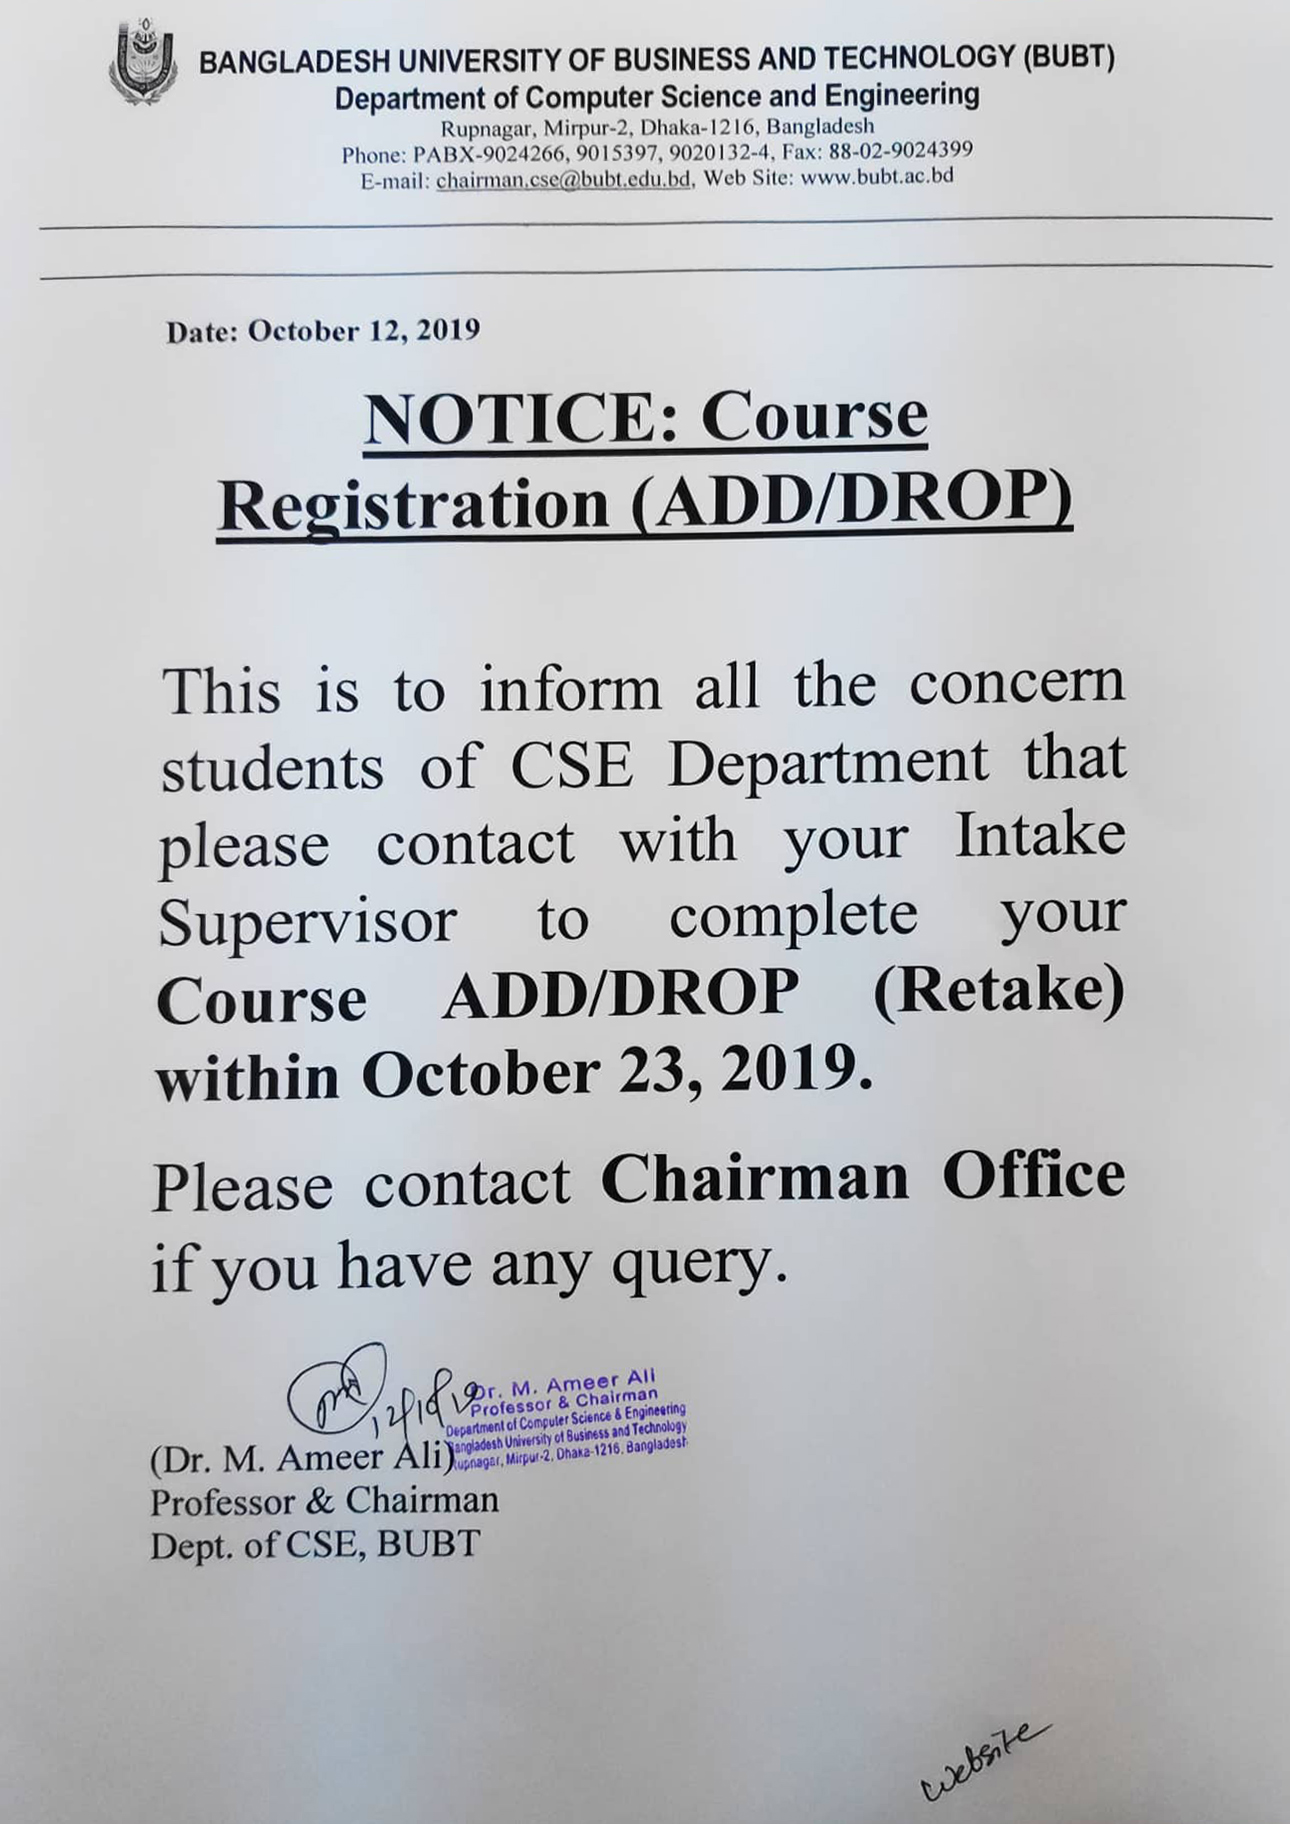 BANGLADESH UNIVERSITY OF BUSINESS AND TECHNOLOGY (BUBT)
Department of Computer Science and Engineering
Rupnagar, Mirpur-2, Dhaka-1216, Bangladesh
Phone: PABX-9024266, 9015397, 9020132-4, Fax: 88-02-9024399
E-mail: chairman.cse@bubt.edu.bd, Web Site: www.bubt.ac.bd
Date: October 12, 2019
NOTICE: Course
Registration (ADD/DROP)
This is to inform all the concern
students of CSE Department that
please contact with your Intake
Supervisor to complete your
Course ADD/DROP (Retake)
within October 23, 2019.
Please contact Chairman Office
if you have any query.
12/10/19
Dr. M. Ameer Ali
Professor & Chairman
Department of Computer Science & Engineering
Bangladesh University of Business and Technology
Rupnagar, Mirpur-2, Dhaka-1216, Bangladesh
(Dr. M. Ameer Ali)
Professor & Chairman
Dept. of CSE, BUBT
website